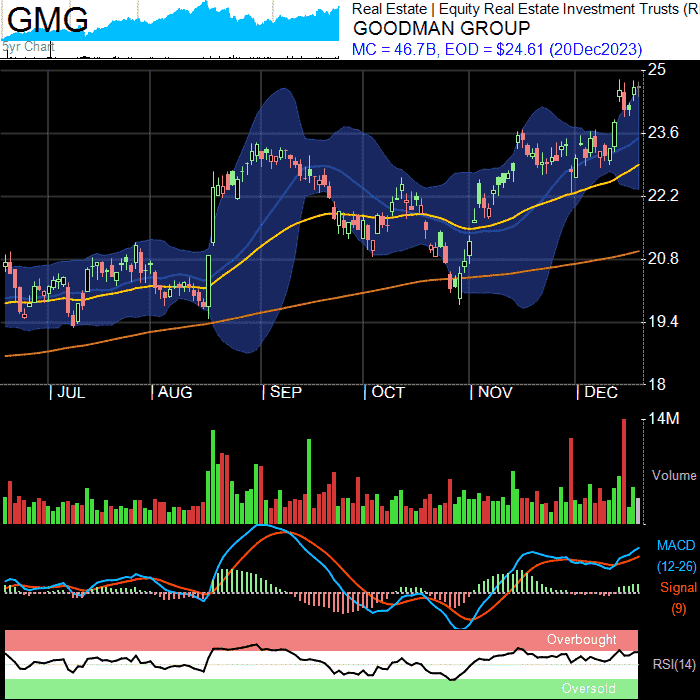 GMG
5yr Chart
Real Estate | Equity Real Estate Investment Trusts (R
GOODMAN GROUP
MC = 46.7B, EOD = $24.61 (20Dec2023)
25
23.6
22.2
20.8
19.4
18
| JUL | AUG | SEP | OCT | NOV | DEC
14M
Volume
MACD
(12-26)
Signal
(9)
Overbought
RSI(14)
Oversold